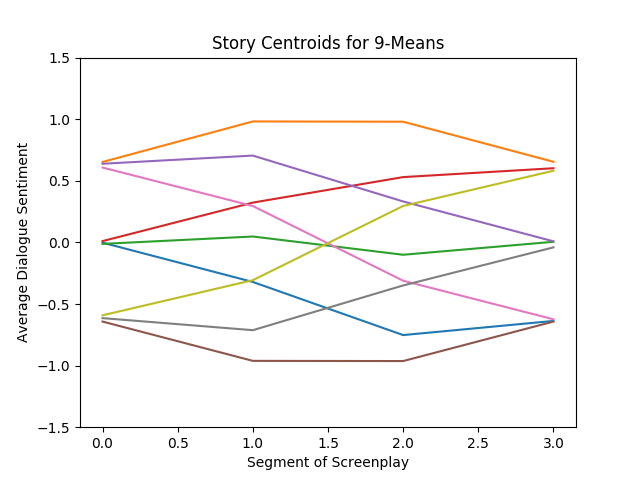 Story Centroids for 9-Means
Average Dialogue Sentiment
1.5
1.0
0.5
0.0
−0.5
−1.0
−1.5
0.0 0.5 1.0 1.5 2.0 2.5 3.0
Segment of Screenplay